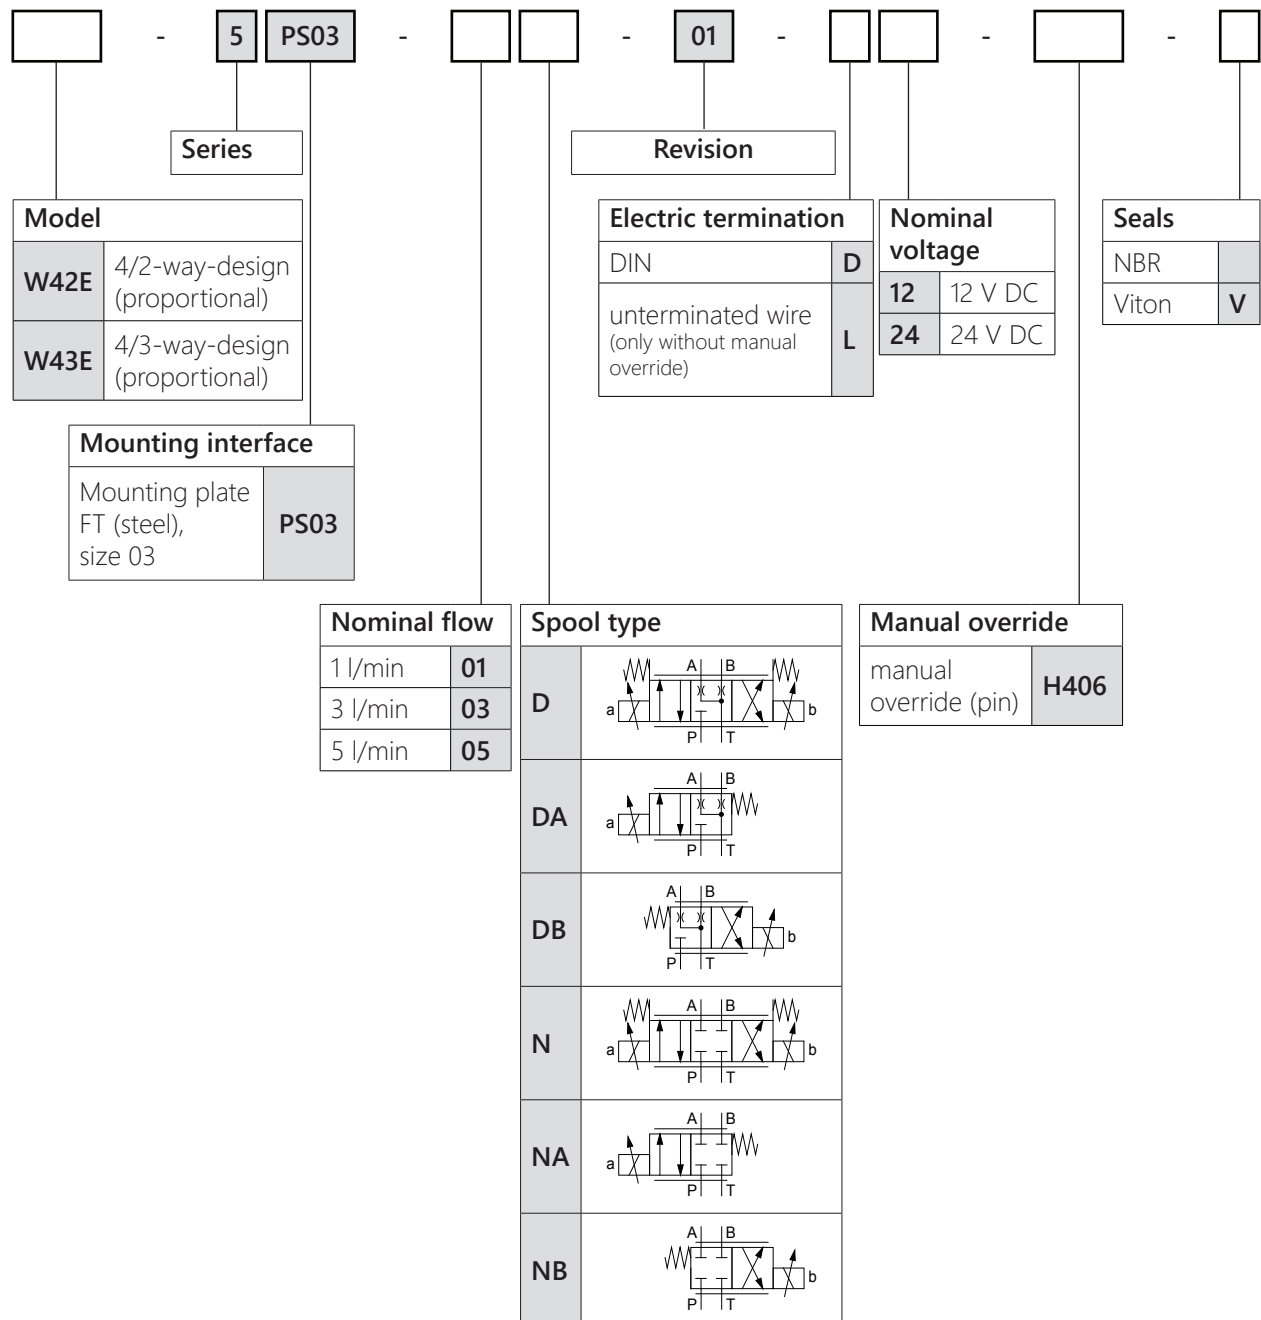 - 5 PS03 - - 01 - - -
Series
Revision
Model
W42E 4/2-way-design
(proportional)
W43E 4/3-way-design
(proportional)
Electric termination
DIN D
unterminated wire
(only without manual
override)
L
Nominal
voltage
12 12 V DC
24 24 V DC
Seals
NBR
Viton V
Mounting interface
Mounting plate
FT (steel),
size 03
PS03
Nominal flow
1 l/min 01
3 l/min 03
5 l/min 05
Spool type
D
A B
a b
P T
DA
A B
a
P T
DB
A B
b
P T
N
A B
a b
P T
NA
A B
a
P T
NB
A B
b
P T
Manual override
manual
override (pin)
H406